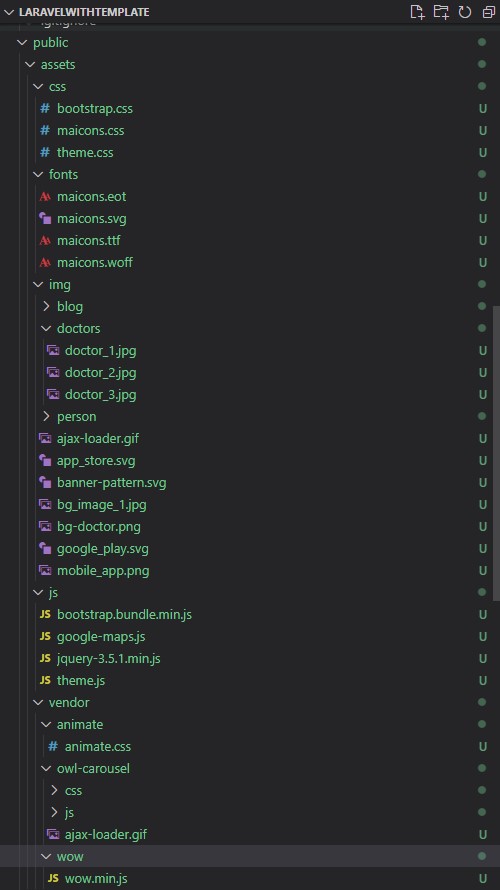 LARAVELWITHTEMPLATE
.gitignore
public
assets
css
# bootstrap.css U
# maicons.css U
# theme.css U
fonts
maicons.eot U
maicons.svg U
maicons.ttf U
maicons.woff U
img
blog
doctors
doctor_1.jpg U
doctor_2.jpg U
doctor_3.jpg U
person
ajax-loader.gif U
app_store.svg U
banner-pattern.svg U
bg_image_1.jpg U
bg-doctor.png U
google_play.svg U
mobile_app.png U
js
JS bootstrap.bundle.min.js U
JS google-maps.js U
JS jquery-3.5.1.min.js U
JS theme.js U
vendor
animate
# animate.css U
owl-carousel
css
js
ajax-loader.gif U
wow
JS wow.min.js U